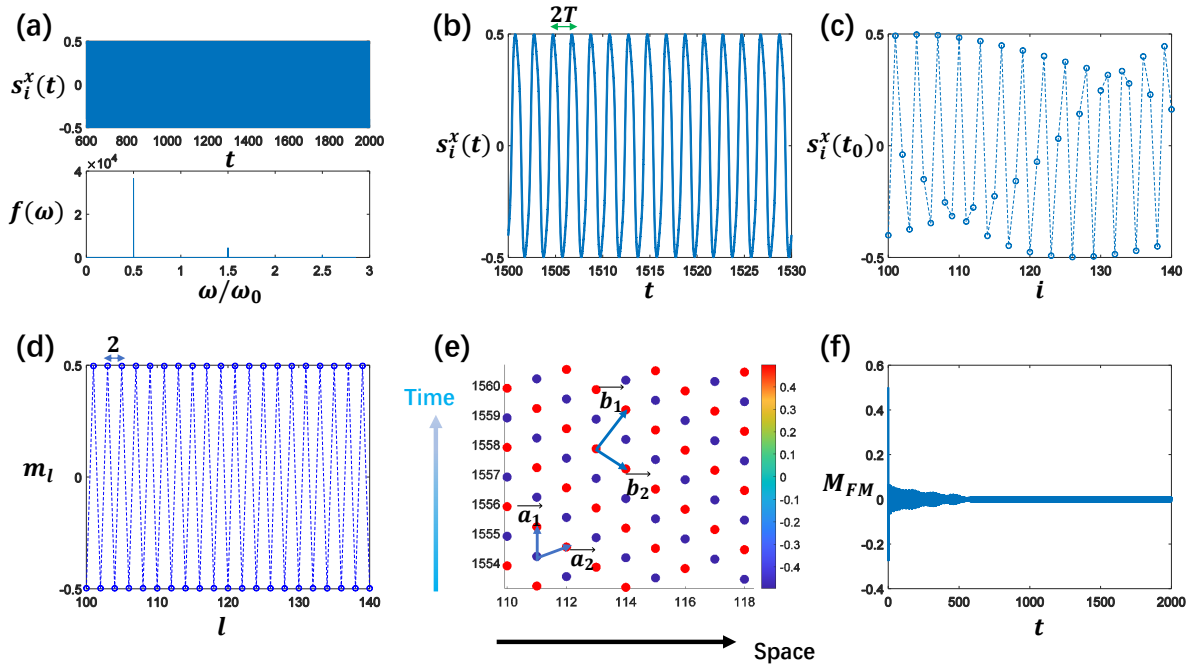 (a)
0.5
s_i^x(t)
0
-0.5
600 800 1000 1200 1400 1600 1800 2000
t
×10^4
4
f(ω)
2
0
0 0.5 1 1.5 2 2.5 3
ω/ω_0
(b)
2T
0.5
s_i^x(t)
0
-0.5
1500 1505 1510 1515 1520 1525 1530
t
(c)
0.5
s_i^x(t_0)
0
-0.5
100 110 120 130 140
i
(d)
2
0.5
m_l
0
-0.5
100 110 120 130 140
l
Time
(e)
1560
1559
1558
1557
1556
1555
1554
b_1
b_2
a_1
a_2
110 112 114 116 118
0.4
0.3
0.2
0.1
0
-0.1
-0.2
-0.3
-0.4
Space
(f)
0.6
0.4
0.2
M_FM
0
-0.2
-0.4
0 500 1000 1500 2000
t